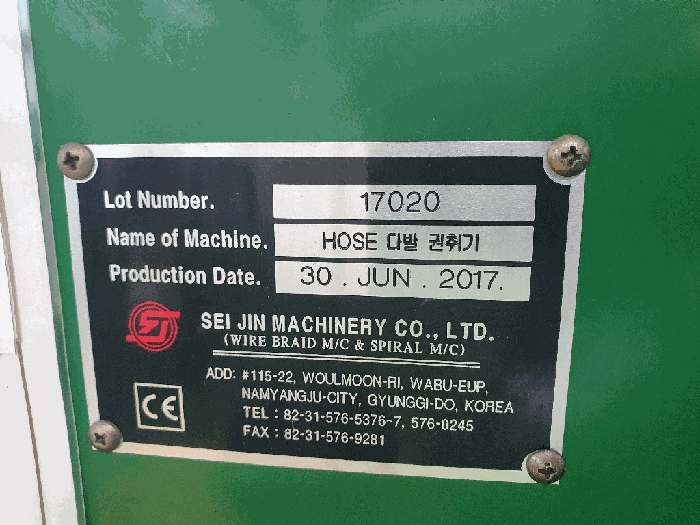 Lot Number. 17020
Name of Machine. HOSE 다발 권취기
Production Date. 30 . JUN . 2017.
SEI JIN MACHINERY CO., LTD.
(WIRE BRAID M/C & SPIRAL M/C)
ADD: #115-22, WOULMOON-RI, WABU-EUP,
NAMYANGJU-CITY, GYUNGGI-DO, KOREA
TEL : 82-31-576-5376-7, 576-0245
FAX : 82-31-576-9281
CE